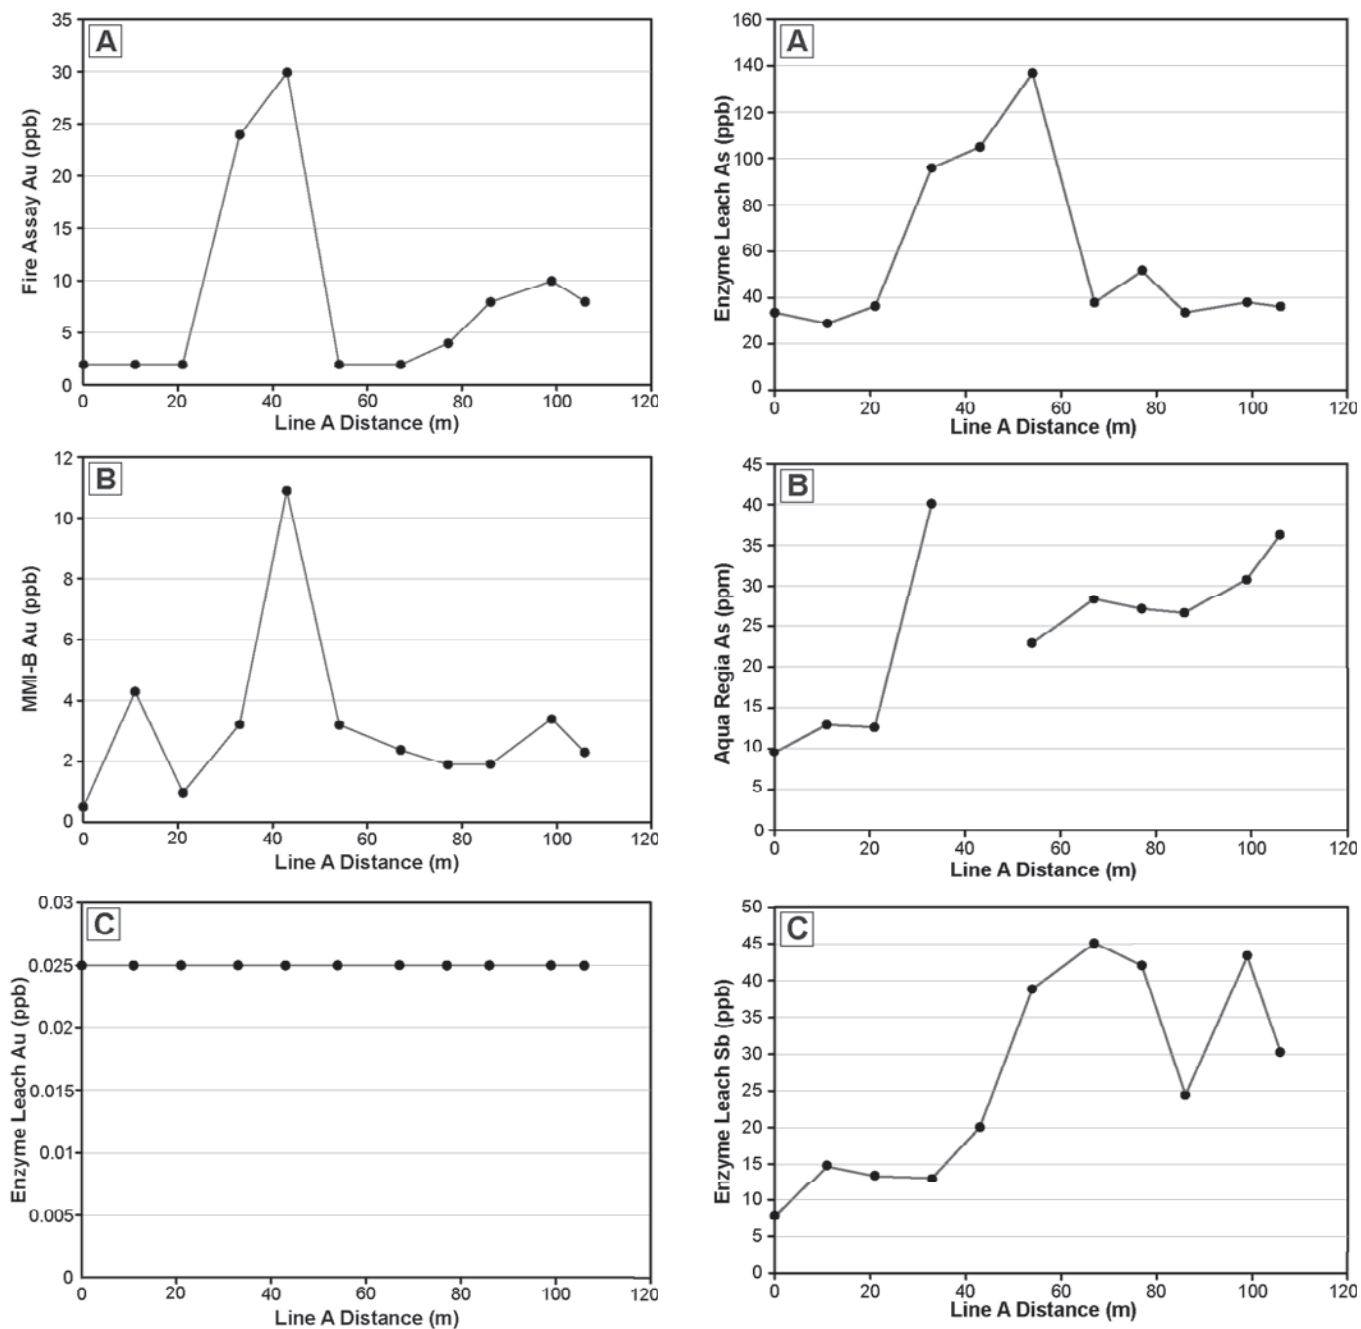 A
Fire Assay Au (ppb)
35
30
25
20
15
10
5
0
0 20 40 60 80 100 120
Line A Distance (m)
A
Enzyme Leach As (ppb)
160
140
120
100
80
60
40
20
0
0 20 40 60 80 100 120
Line A Distance (m)
B
MMI-B Au (ppb)
12
10
8
6
4
2
0
0 20 40 60 80 100 120
Line A Distance (m)
B
Aqua Regia As (ppm)
45
40
35
30
25
20
15
10
5
0
0 20 40 60 80 100 120
Line A Distance (m)
C
Enzyme Leach Au (ppb)
0.03
0.025
0.02
0.015
0.01
0.005
0
0 20 40 60 80 100 120
Line A Distance (m)
C
Enzyme Leach Sb (ppb)
50
45
40
35
30
25
20
15
10
5
0
0 20 40 60 80 100 120
Line A Distance (m)